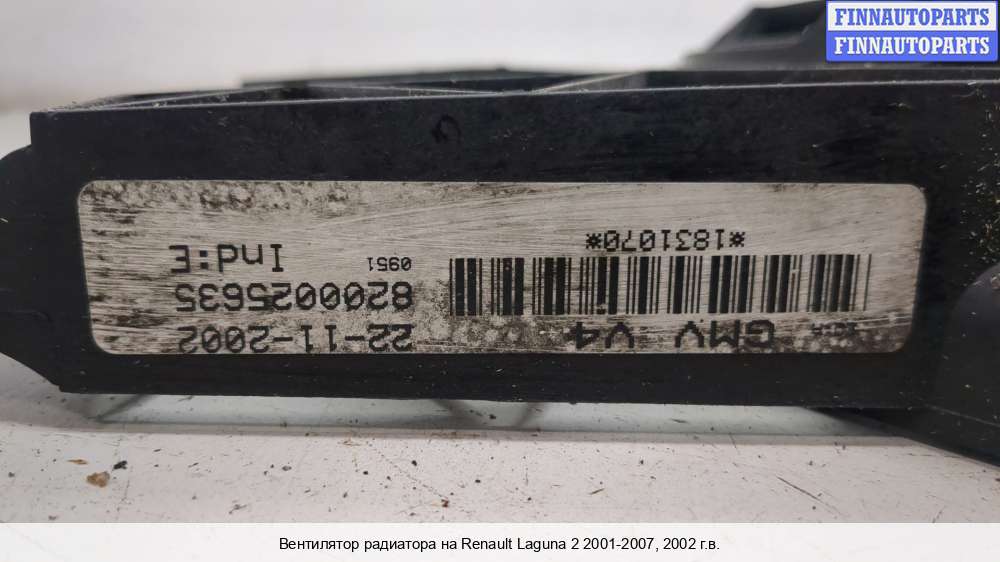 FINNAUTOPARTS
FINNAUTOPARTS
GMV V4
22-11-2002
8200025635
0951 Ind:E
*1831070*
Вентилятор радиатора на Renault Laguna 2 2001-2007, 2002 г.в.